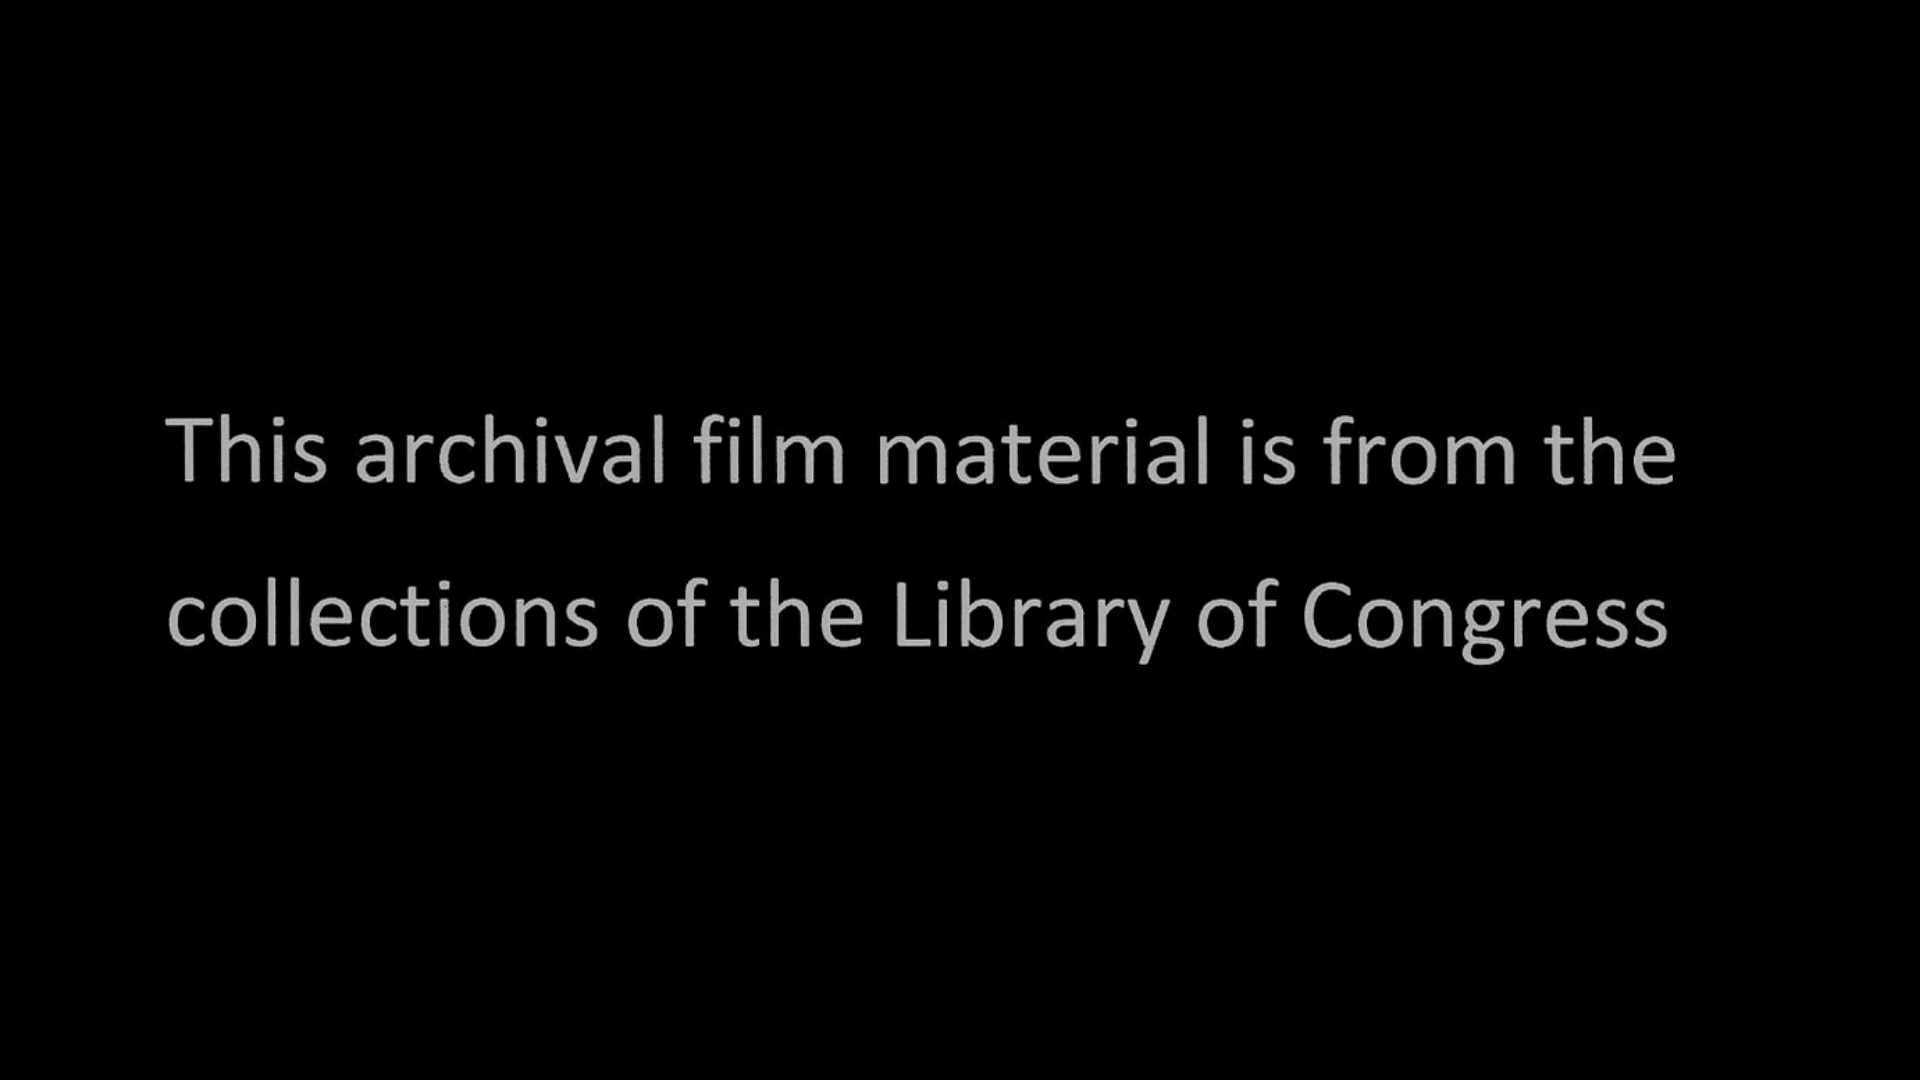 This archival film material is from the
collections of the Library of Congress